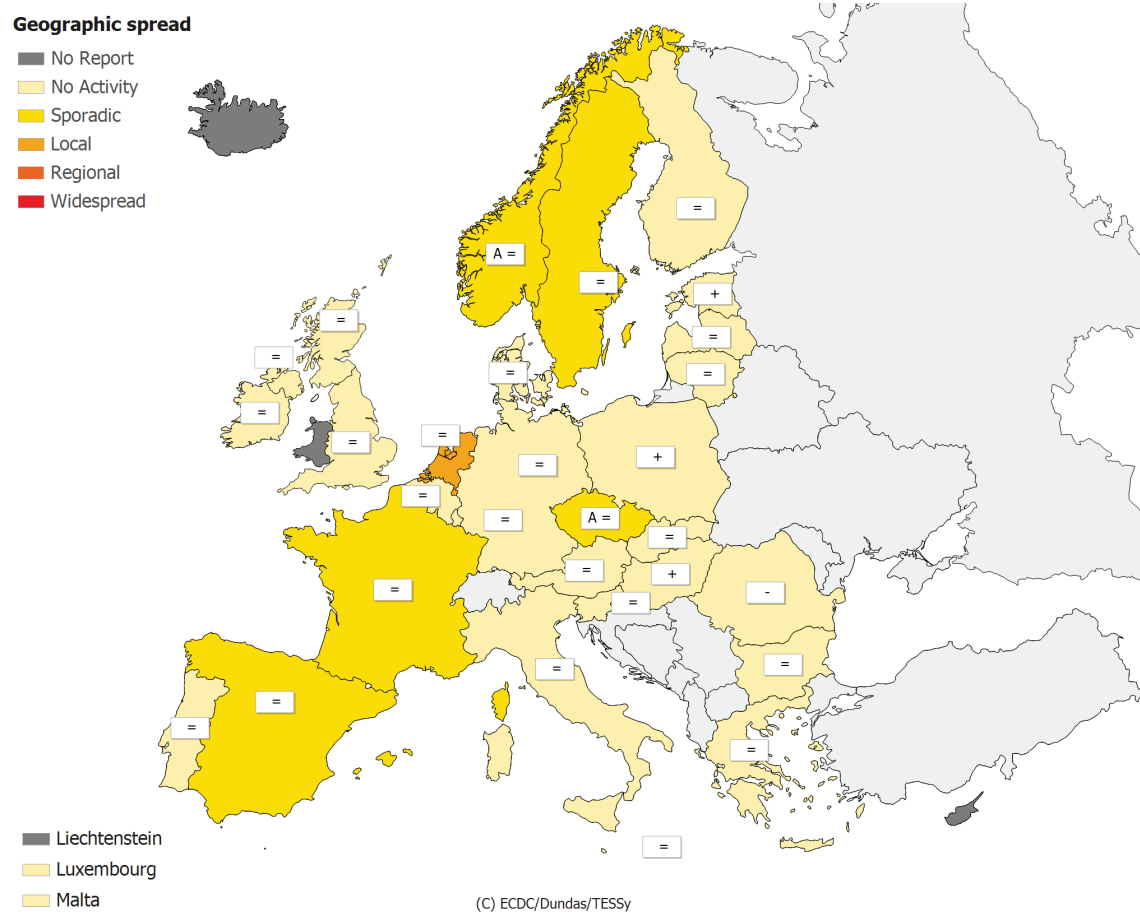 Geographic spread
No Report
No Activity
Sporadic
Local
Regional
Widespread
=
A =
=
+
=
=
=
=
=
=
=
=
=
+
=
=
A =
=
=
+
=
=
-
=
=
=
=
=
=
Liechtenstein
Luxembourg
Malta
(C) ECDC/Dundas/TESSy